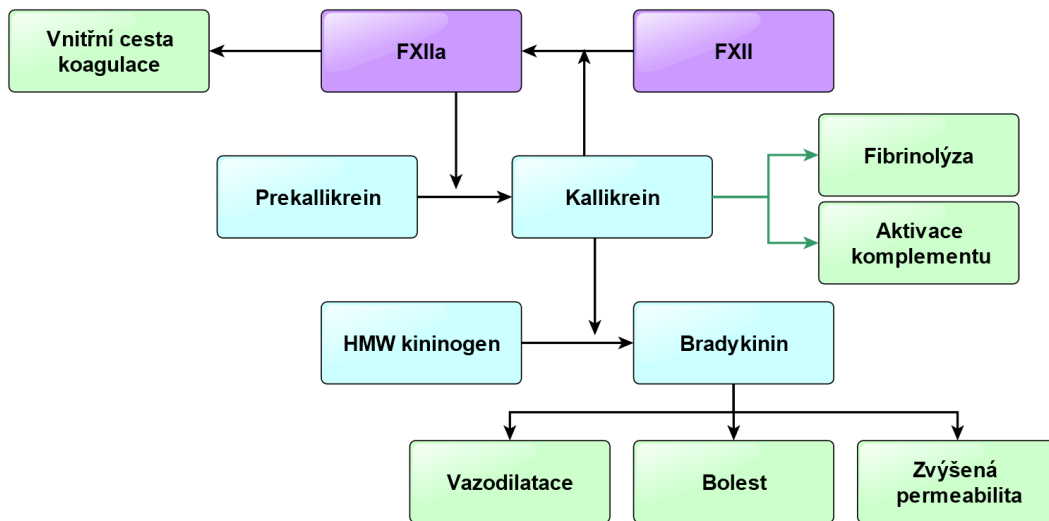 Vnitřní cesta
koagulace
FXIIa
FXII
Fibrinolýza
Prekallikrein
Kallikrein
Aktivace
komplementu
HMW kininogen
Bradykinin
Vazodilatace
Bolest
Zvýšená
permeabilita